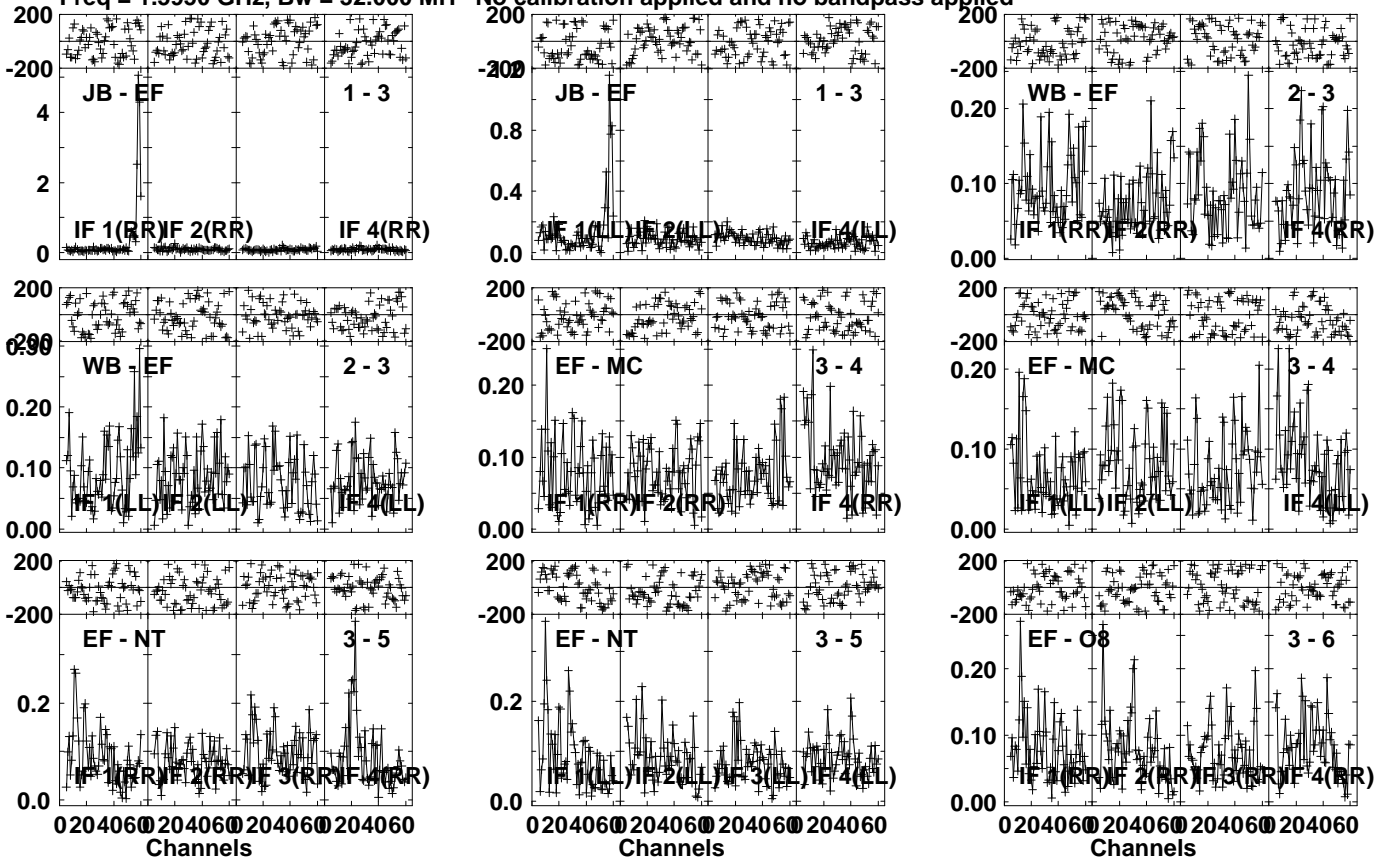 Freq = 1.5950 GHz, Bw = 32.000 MH No calibration applied and no bandpass applied
200
-200
JB - EF 1 - 3
4
2
0
IF 1(RR) IF 2(RR) IF 4(RR)
200
-200
JB - EF 1 - 3
1.2
0.8
0.4
0.0
IF 1(LL) IF 2(LL) IF 4(LL)
200
-200
WB - EF 2 - 3
0.20
0.10
0.00
IF 1(RR) IF 2(RR) IF 4(RR)
200
-200
WB - EF 2 - 3
0.30
0.20
0.10
0.00
IF 1(LL) IF 2(LL) IF 4(LL)
200
-200
EF - MC 3 - 4
0.20
0.10
0.00
IF 1(RR) IF 2(RR) IF 4(RR)
200
-200
EF - MC 3 - 4
0.20
0.10
0.00
IF 1(LL) IF 2(LL) IF 4(LL)
200
-200
EF - NT 3 - 5
0.2
0.0
IF 1(RR) IF 2(RR) IF 3(RR) IF 4(RR)
0 20 40 60 0 20 40 60 0 20 40 60 0 20 40 60
Channels
200
-200
EF - NT 3 - 5
0.2
0.0
IF 1(LL) IF 2(LL) IF 3(LL) IF 4(LL)
0 20 40 60 0 20 40 60 0 20 40 60 0 20 40 60
Channels
200
-200
EF - O8 3 - 6
0.20
0.10
0.00
IF 1(RR) IF 2(RR) IF 3(RR) IF 4(RR)
0 20 40 60 0 20 40 60 0 20 40 60 0 20 40 60
Channels